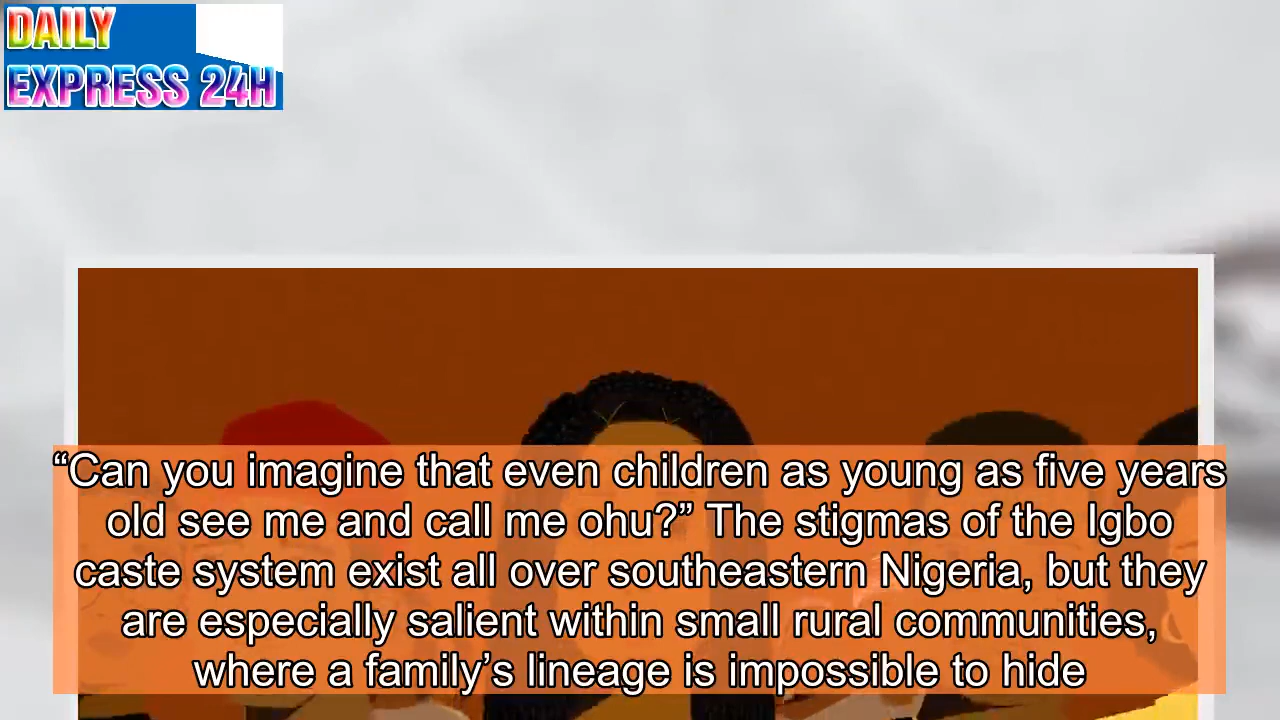 DAILY
EXPRESS 24H
“Can you imagine that even children as young as five years
old see me and call me ohu?” The stigmas of the Igbo
caste system exist all over southeastern Nigeria, but they
are especially salient within small rural communities,
where a family’s lineage is impossible to hide